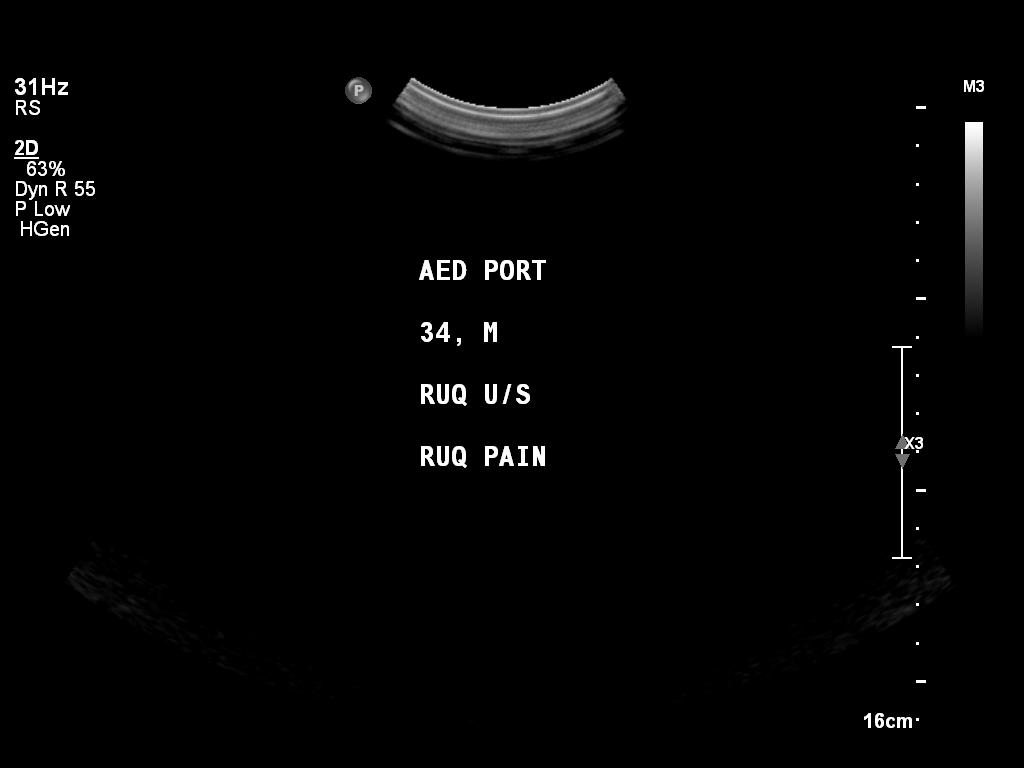 31Hz
RS
P
M3
2D
63%
Dyn R 55
P Low
HGen
AED PORT
34, M
RUQ U/S
RUQ PAIN
X3
16cm